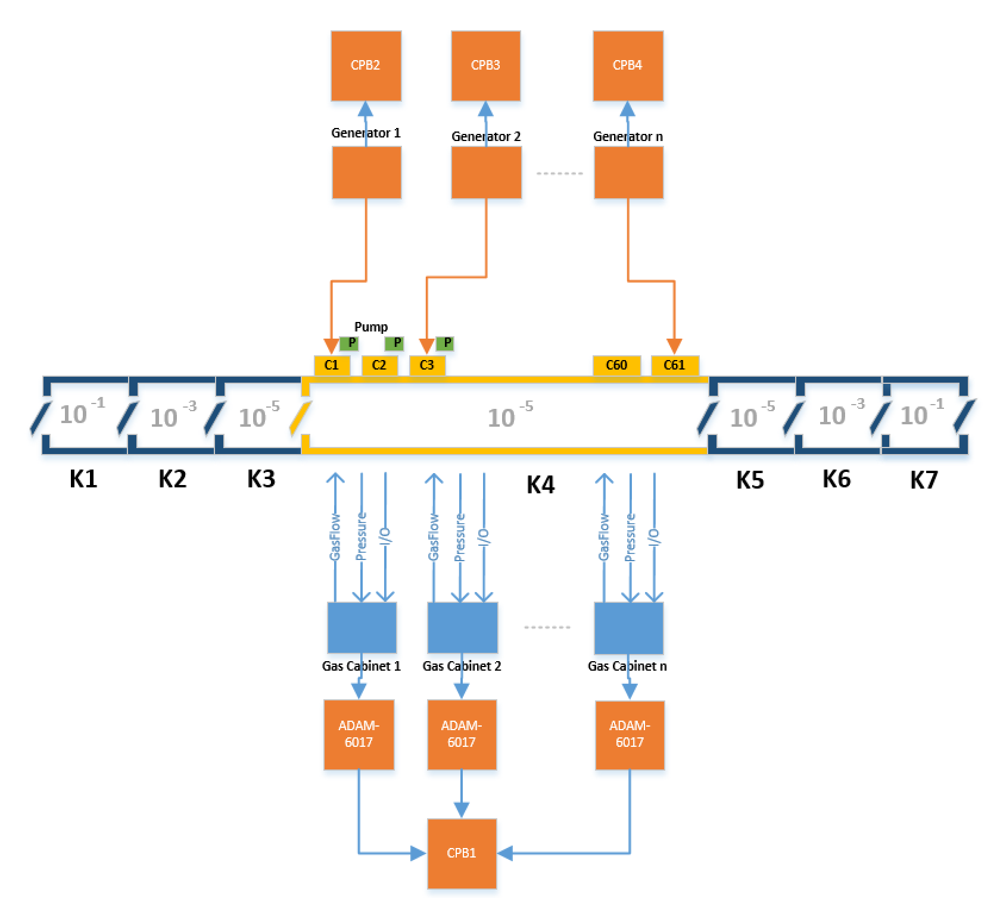 CPB2 CPB3 CPB4
Generator 1 Generator 2 Generator n
Pump
P P P
C1 C2 C3 C60 C61
10⁻¹ 10⁻³ 10⁻⁵ 10⁻⁵ 10⁻⁵ 10⁻³ 10⁻¹
K1 K2 K3 K4 K5 K6 K7
GasFlow Pressure I/O GasFlow Pressure I/O GasFlow Pressure I/O
Gas Cabinet 1 Gas Cabinet 2 Gas Cabinet n
ADAM-
6017
ADAM-
6017
ADAM-
6017
CPB1